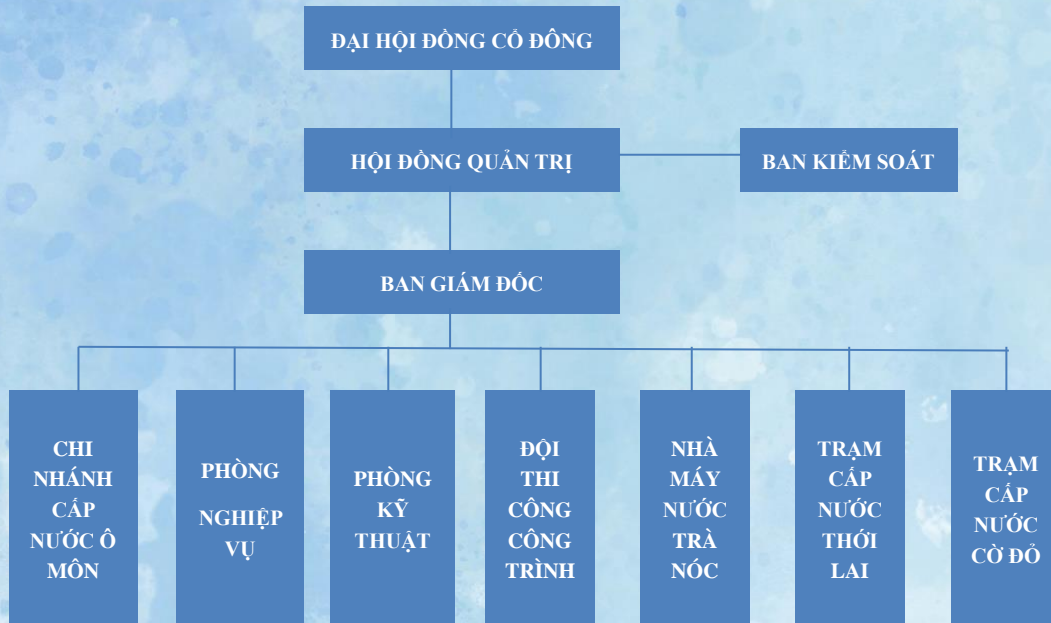 ĐẠI HỘI ĐỒNG CỔ ĐÔNG
HỘI ĐỒNG QUẢN TRỊ
BAN KIỂM SOÁT
BAN GIÁM ĐỐC
CHI
NHÁNH
CẤP
NƯỚC Ô
MÔN
PHÒNG
NGHIỆP
VỤ
PHÒNG
KỸ
THUẬT
ĐỘI
THI
CÔNG
CÔNG
TRÌNH
NHÀ
MÁY
NƯỚC
TRÀ
NÓC
TRẠM
CẤP
NƯỚC
THỚI
LAI
TRẠM
CẤP
NƯỚC
CỜ ĐỎ